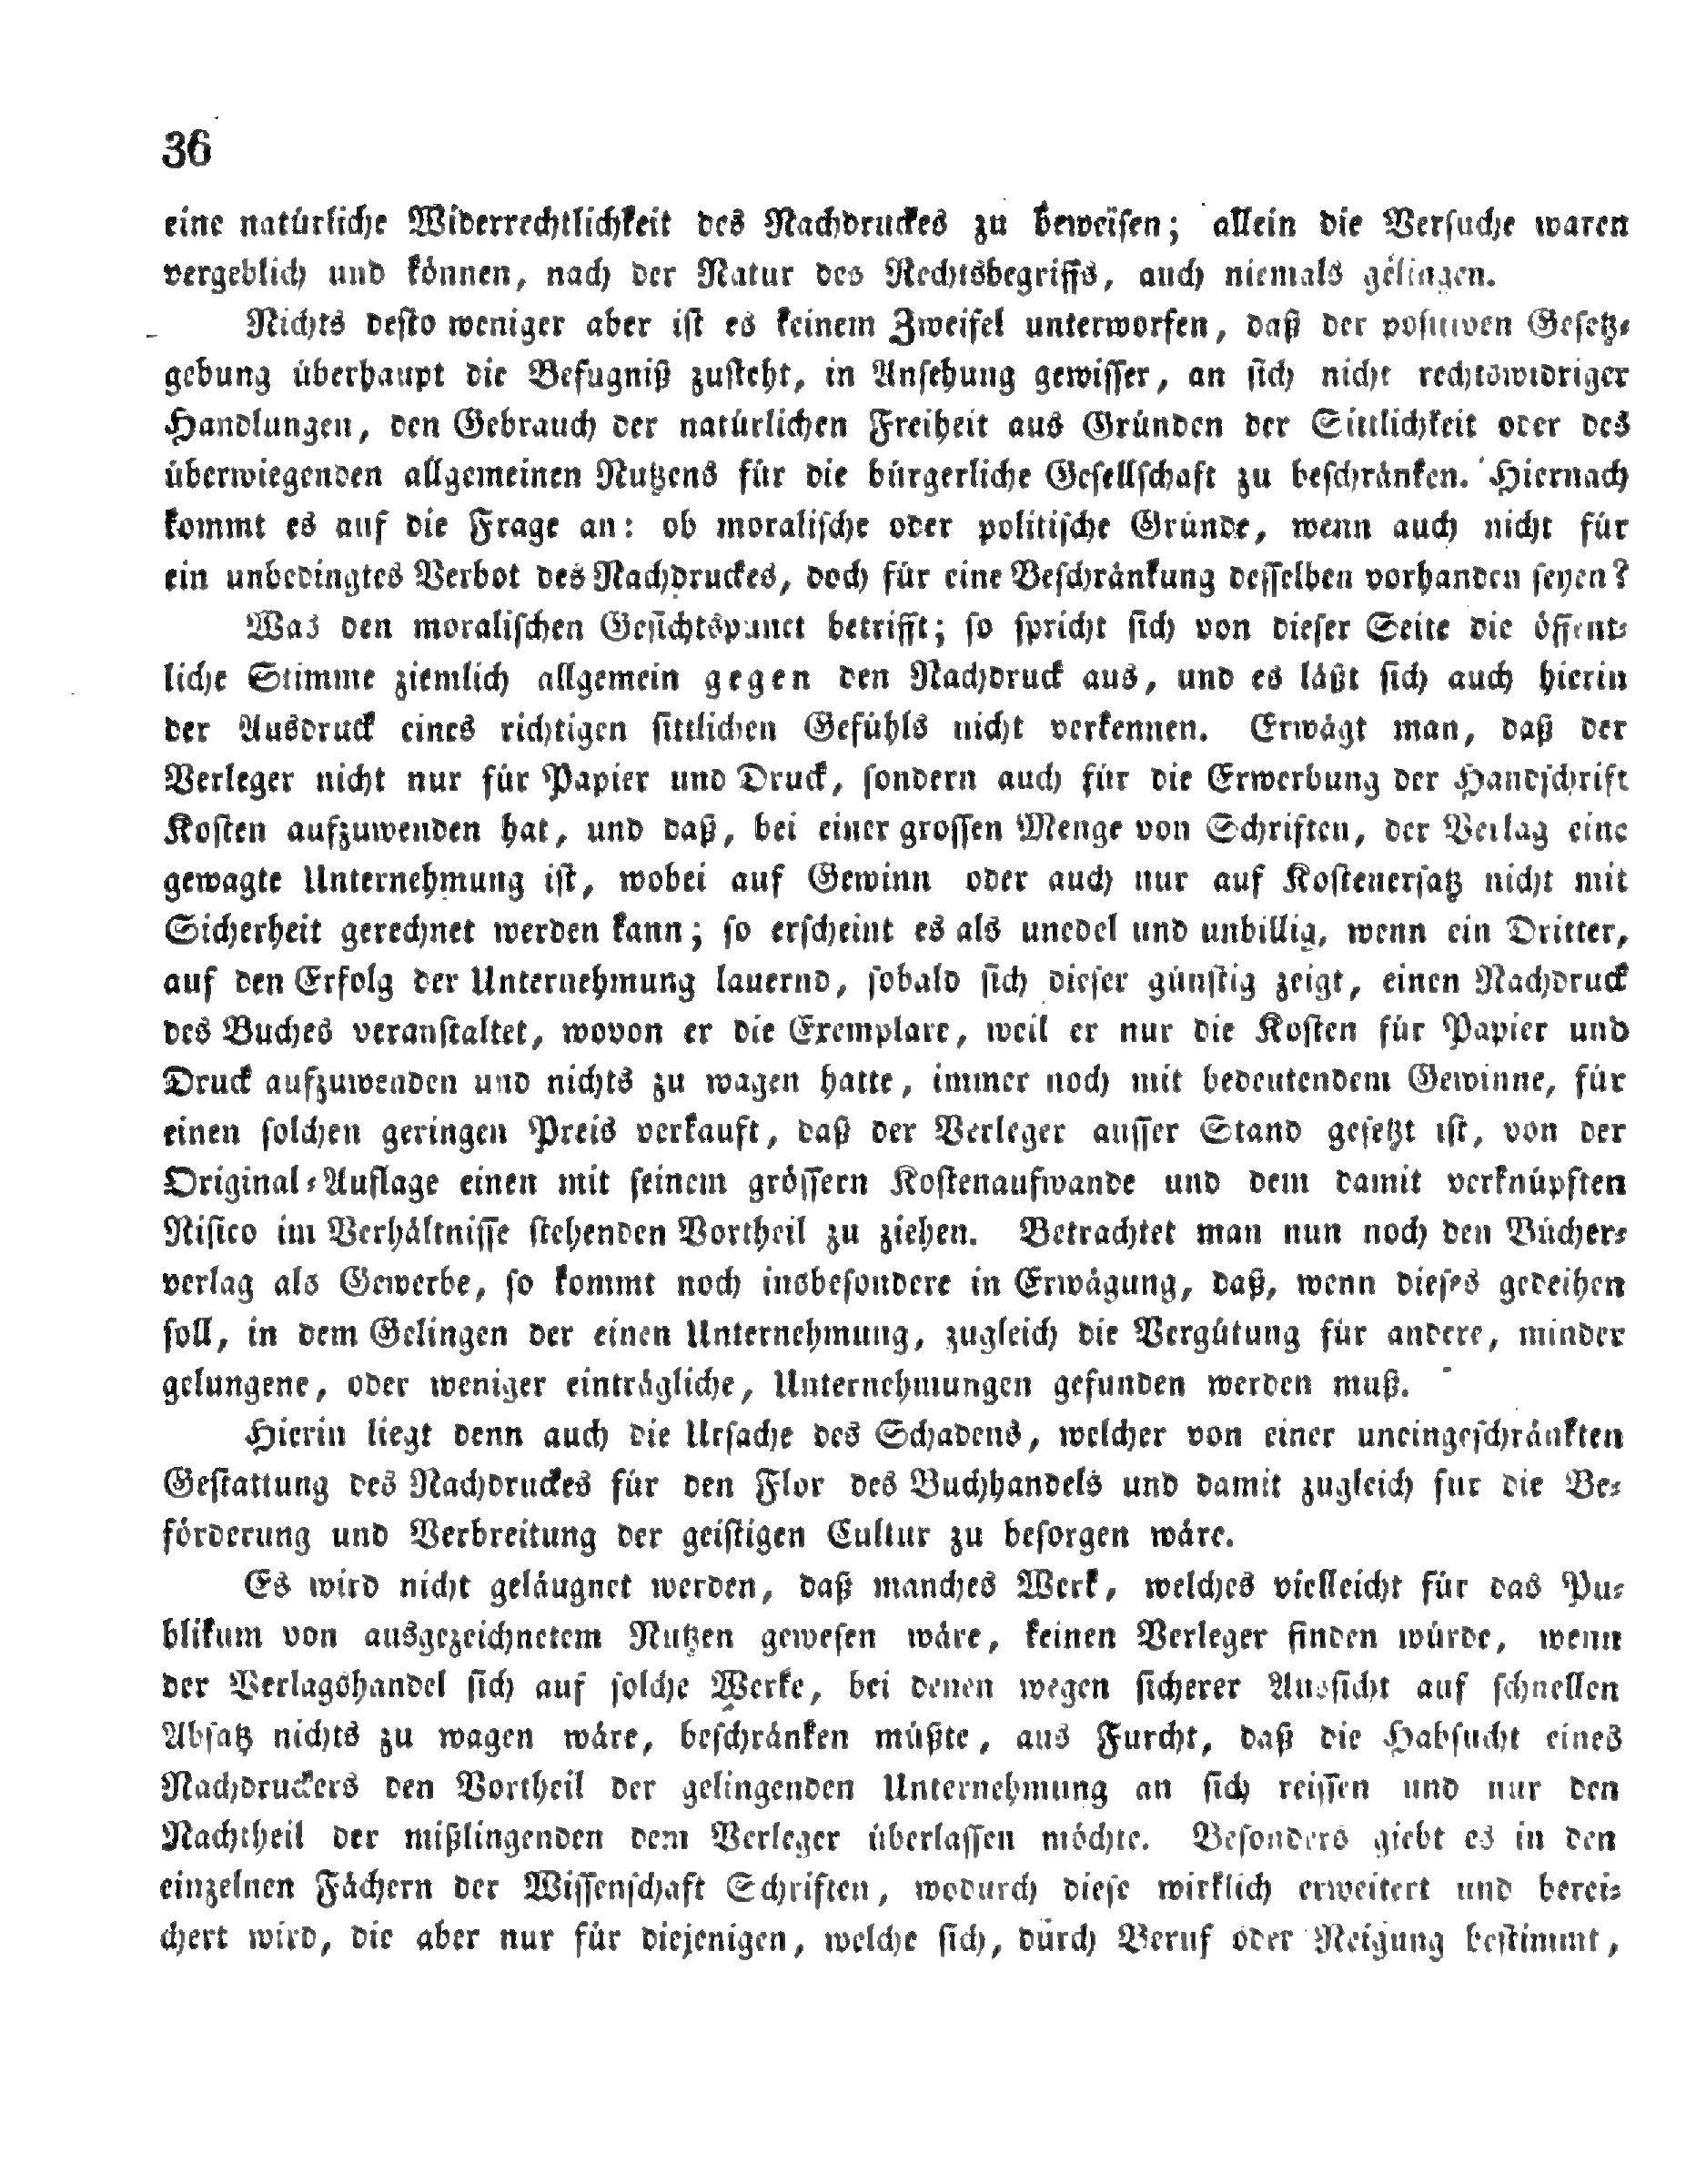 36
eine natürliche Widerrechtlichkeit des Nachdruckes zu beweisen; allein die Versuche waren
vergeblich und können, nach der Natur des Rechtsbegriffs, auch niemals gelingen.
Nichts desto weniger aber ist es keinem Zweifel unterworfen, daß der positiven Gesetz-
gebung überhaupt die Befugniß zusteht, in Ansehung gewisser, an sich nicht rechtswidriger
Handlungen, den Gebrauch der natürlichen Freiheit aus Gründen der Sittlichkeit oder des
überwiegenden allgemeinen Nutzens für die bürgerliche Gesellschaft zu beschränken. Hiernach
kommt es auf die Frage an: ob moralische oder politische Gründe, wenn auch nicht für
ein unbedingtes Verbot des Nachdruckes, doch für eine Beschränkung desselben vorhanden seyen?
Was den moralischen Gesichtspunct betrifft; so spricht sich von dieser Seite die öffent-
liche Stimme ziemlich allgemein gegen den Nachdruck aus, und es läßt sich auch hierin
der Ausdruck eines richtigen sittlichen Gefühls nicht verkennen. Erwägt man, daß der
Verleger nicht nur für Papier und Druck, sondern auch für die Erwerbung der Handschrift
Kosten aufzuwenden hat, und daß, bei einer grossen Menge von Schriften, der Verlag eine
gewagte Unternehmung ist, wobei auf Gewinn oder auch nur auf Kostenersatz nicht mit
Sicherheit gerechnet werden kann; so erscheint es als unedel und unbillig, wenn ein Dritter,
auf den Erfolg der Unternehmung lauernd, sobald sich dieser günstig zeigt, einen Nachdruck
des Buches veranstaltet, wovon er die Exemplare, weil er nur die Kosten für Papier und
Druck aufzuwenden und nichts zu wagen hatte, immer noch mit bedeutendem Gewinne, für
einen solchen geringen Preis verkauft, daß der Verleger ausser Stand gesetzt ist, von der
Original-Auflage einen mit seinem grössern Kostenaufwande und dem damit verknüpften
Risico im Verhältnisse stehenden Vortheil zu ziehen. Betrachtet man nun noch den Bücher-
verlag als Gewerbe, so kommt noch insbesondere in Erwägung, daß, wenn dieses gedeihen
soll, in dem Gelingen der einen Unternehmung, zugleich die Vergütung für andere, minder
gelungene, oder weniger einträgliche, Unternehmungen gefunden werden muß.
Hierin liegt denn auch die Ursache des Schadens, welcher von einer uneingeschränkten
Gestattung des Nachdruckes für den Flor des Buchhandels und damit zugleich für die Be-
förderung und Verbreitung der geistigen Cultur zu besorgen wäre.
Es wird nicht geläugnet werden, daß manches Werk, welches vielleicht für das Pu-
blikum von ausgezeichnetem Nutzen gewesen wäre, keinen Verleger finden würde, wenn
der Verlagshandel sich auf solche Werke, bei denen wegen sicherer Aussicht auf schnellen
Absatz nichts zu wagen wäre, beschränken müßte, aus Furcht, daß die Habsucht eines
Nachdruckers den Vortheil der gelingenden Unternehmung an sich reissen und nur den
Nachtheil der mißlingenden dem Verleger überlassen möchte. Besonders giebt es in den
einzelnen Fächern der Wissenschaft Schriften, wodurch diese wirklich erweitert und berei-
chert wird, die aber nur für diejenigen, welche sich, durch Beruf oder Neigung bestimmt,